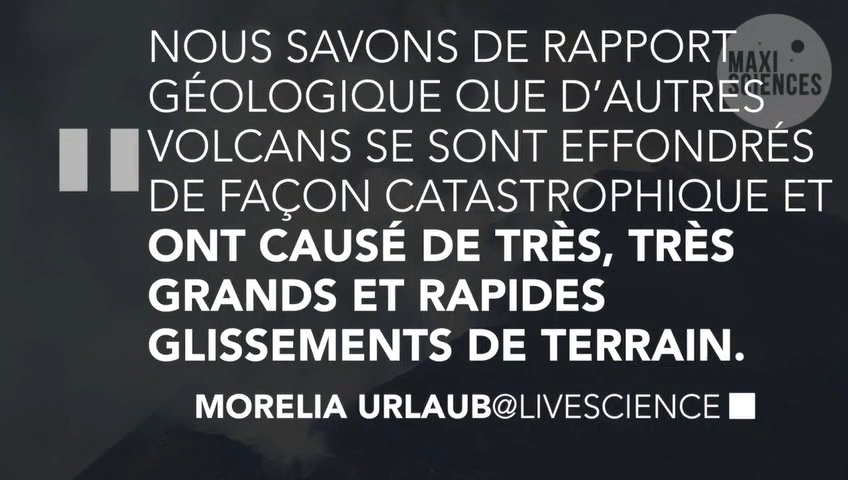 NOUS SAVONS DE RAPPORT
GÉOLOGIQUE QUE D'AUTRES
VOLCANS SE SONT EFFONDRÉS
DE FAÇON CATASTROPHIQUE ET
ONT CAUSÉ DE TRÈS, TRÈS
GRANDS ET RAPIDES
GLISSEMENTS DE TERRAIN.
MORELIA URLAUB@LIVESCIENCE
MAXI
SCIENCES